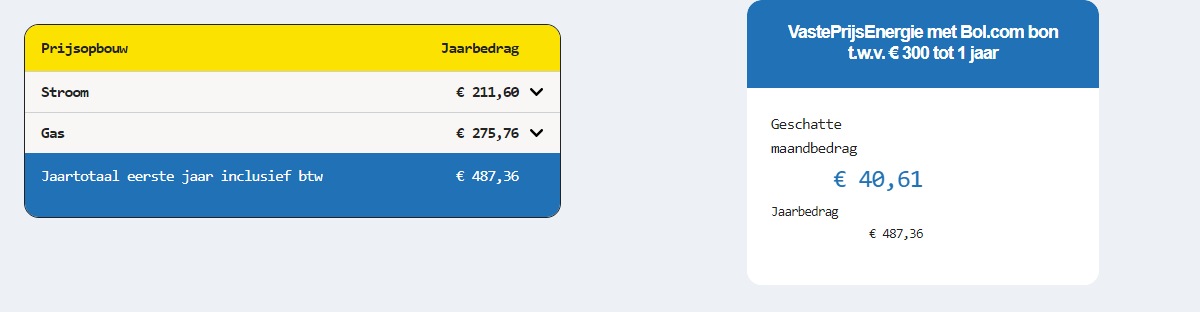 Prijsopbouw Jaarbedrag
Stroom € 211,60
Gas € 275,76
Jaartotaal eerste jaar inclusief btw € 487,36
VastePrijsEnergie met Bol.com bon
t.w.v. € 300 tot 1 jaar
Geschatte
maandbedrag
€ 40,61
Jaarbedrag
€ 487,36